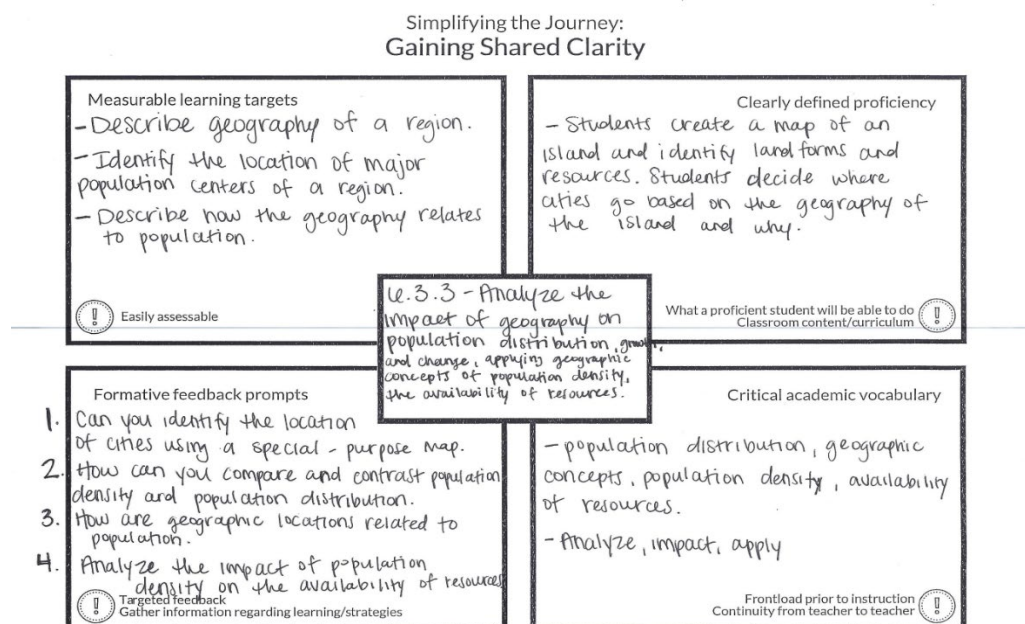 Simplifying the Journey:
Gaining Shared Clarity
Measurable learning targets
- Describe geography of a region.
- Identify the location of major
population centers of a region.
- Describe how the geography relates
to population.
! Easily assessable
Clearly defined proficiency
- Students create a map of an
island and identify landforms and
resources. Students decide where
cities go based on the geography of
the island and why.
What a proficient student will be able to do
Classroom content/curriculum !
6.3.3 - Analyze the
impact of geography on
population distribution, growth,
and change, applying geographic
concepts of population density,
the availability of resources.
Formative feedback prompts
1. Can you identify the location
of cities using a special-purpose map.
2. How can you compare and contrast population
density and population distribution.
3. How are geographic locations related to
population.
4. Analyze the impact of population
density on the availability of resources
! Targeted feedback
Gather information regarding learning/strategies
Critical academic vocabulary
- population distribution, geographic
concepts, population density, availability
of resources.
- Analyze, impact, apply
Frontload prior to instruction
Continuity from teacher to teacher !